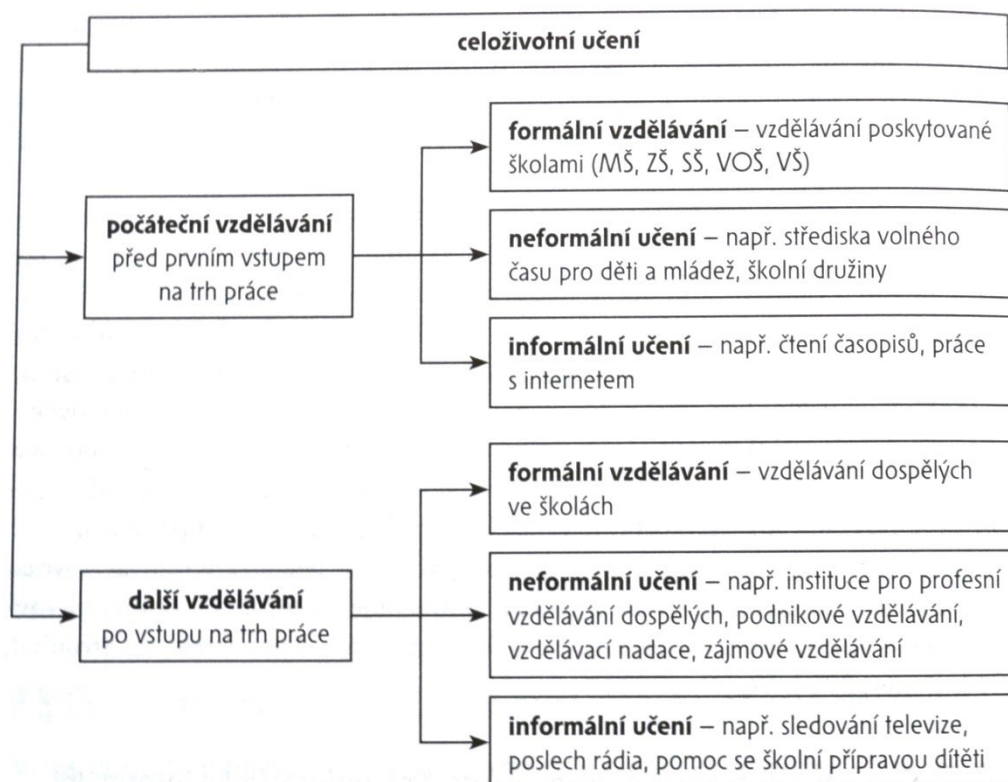 celoživotní učení
formální vzdělávání – vzdělávání poskytované
školami (MŠ, ZŠ, SŠ, VOŠ, VŠ)
počáteční vzdělávání
před prvním vstupem
na trh práce
neformální učení – např. střediska volného
času pro děti a mládež, školní družiny
informální učení – např. čtení časopisů, práce
s internetem
formální vzdělávání – vzdělávání dospělých
ve školách
další vzdělávání
po vstupu na trh práce
neformální učení – např. instituce pro profesní
vzdělávání dospělých, podnikové vzdělávání,
vzdělávací nadace, zájmové vzdělávání
informální učení – např. sledování televize,
poslech rádia, pomoc se školní přípravou dítěti